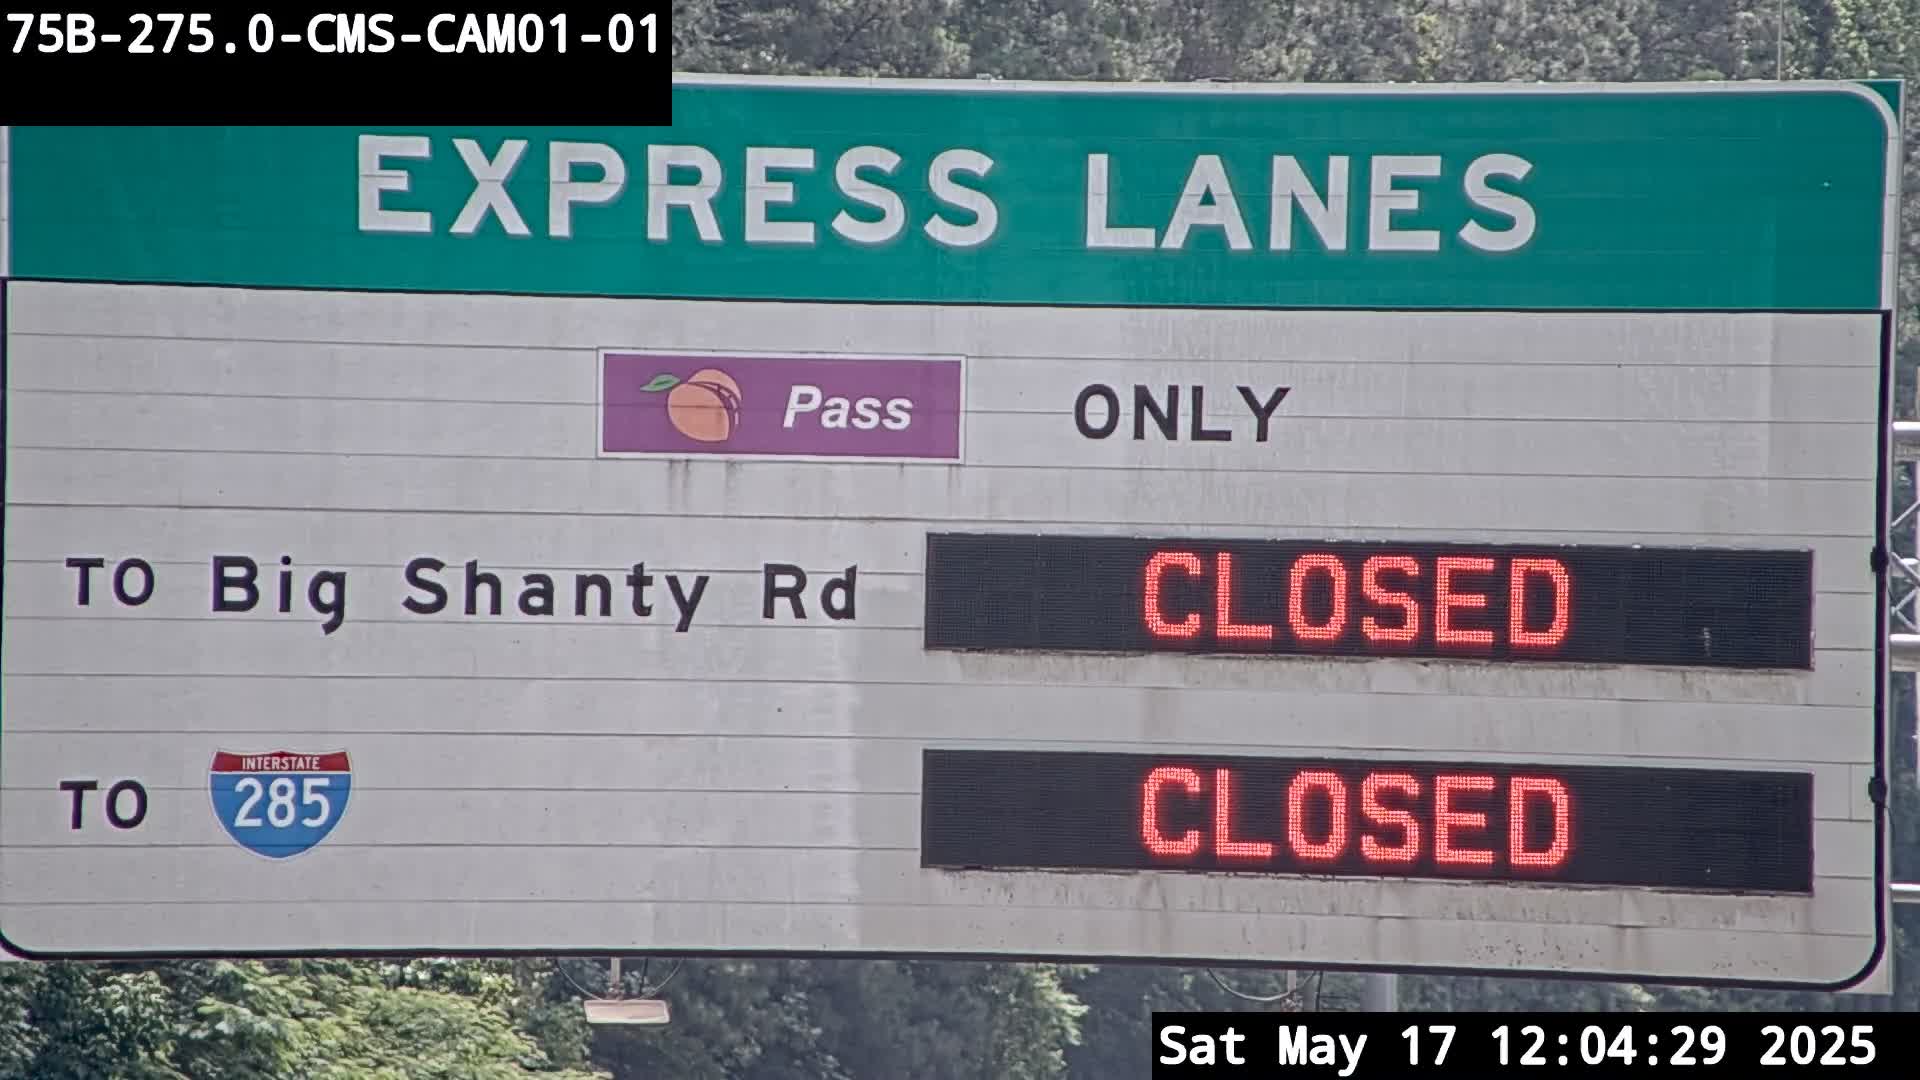 75B-275.0-CMS-CAM01-01
EXPRESS LANES
Pass ONLY
TO Big Shanty Rd CLOSED
TO INTERSTATE 285 CLOSED
Sat May 17 12:04:29 2025